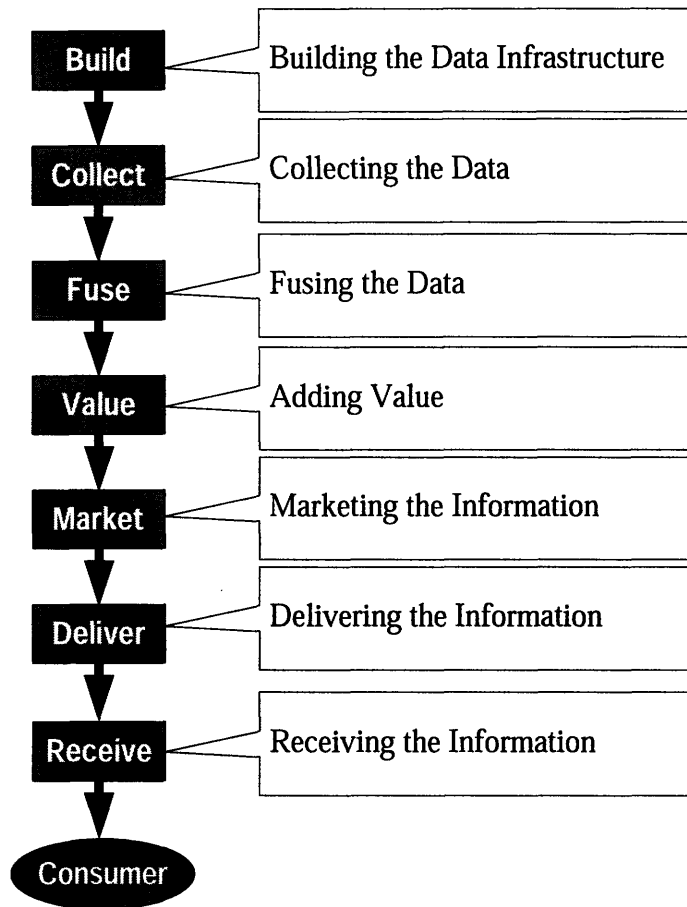 Build
Building the Data Infrastructure
Collect
Collecting the Data
Fuse
Fusing the Data
Value
Adding Value
Market
Marketing the Information
Deliver
Delivering the Information
Receive
Receiving the Information
Consumer